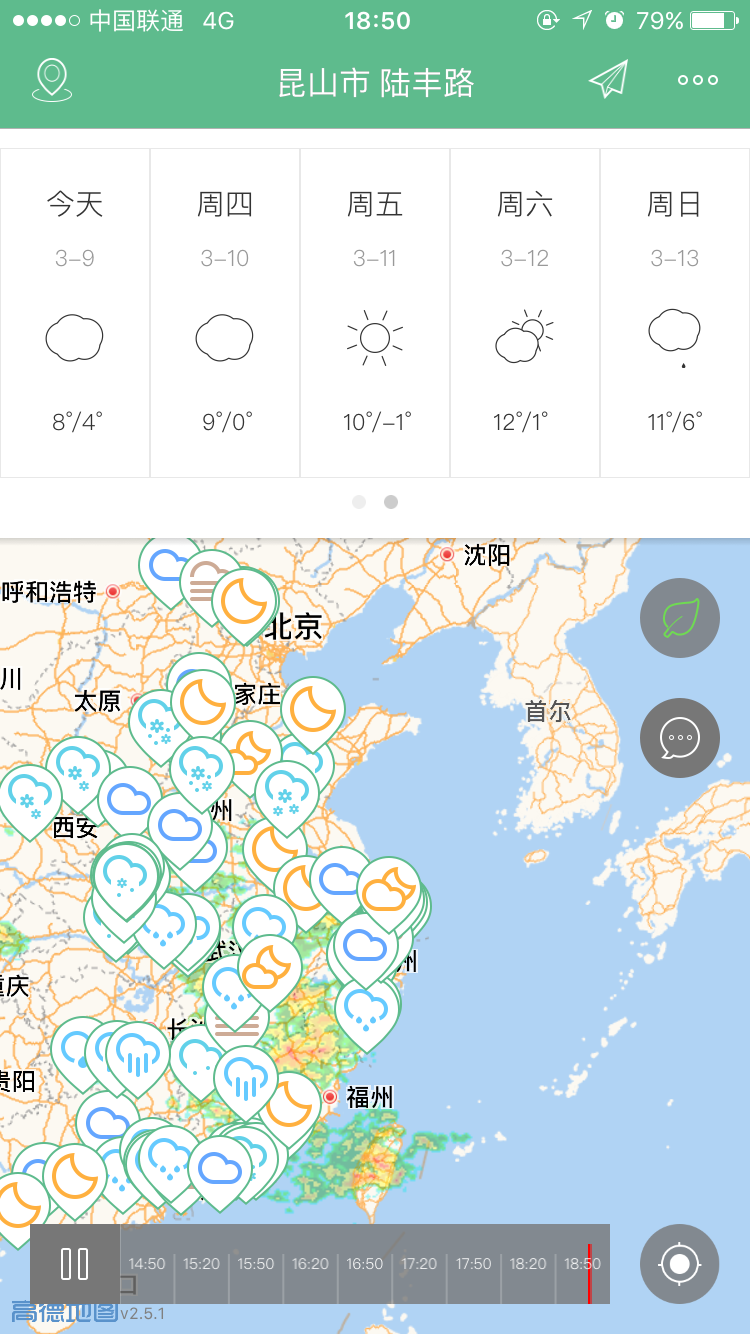 中国联通 4G 18:50 79%
昆山市 陆丰路
今天 周四 周五 周六 周日
3-9 3-10 3-11 3-12 3-13
8°/4° 9°/0° 10°/-1° 12°/1° 11°/6°
沈阳
呼和浩特
北京
川
家庄
太原
首尔
州
西安
武汉
州
庆
长沙
贵阳
福州
14:50 15:20 15:50 16:20 16:50 17:20 17:50 18:20 18:50
口
高德地图 v2.5.1